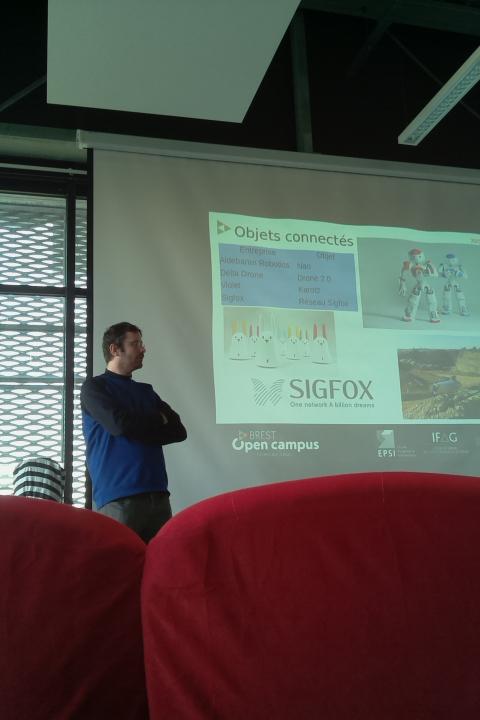 Objets connectés
Entreprise Objet
Aldebaran Robotics Nao
Delta Drone Drone 2.0
Violet Karotz
Sigfox Réseau Sigfox
SIGFOX
One network A billion dreams
BREST
Open campus
EPSI
IFAG